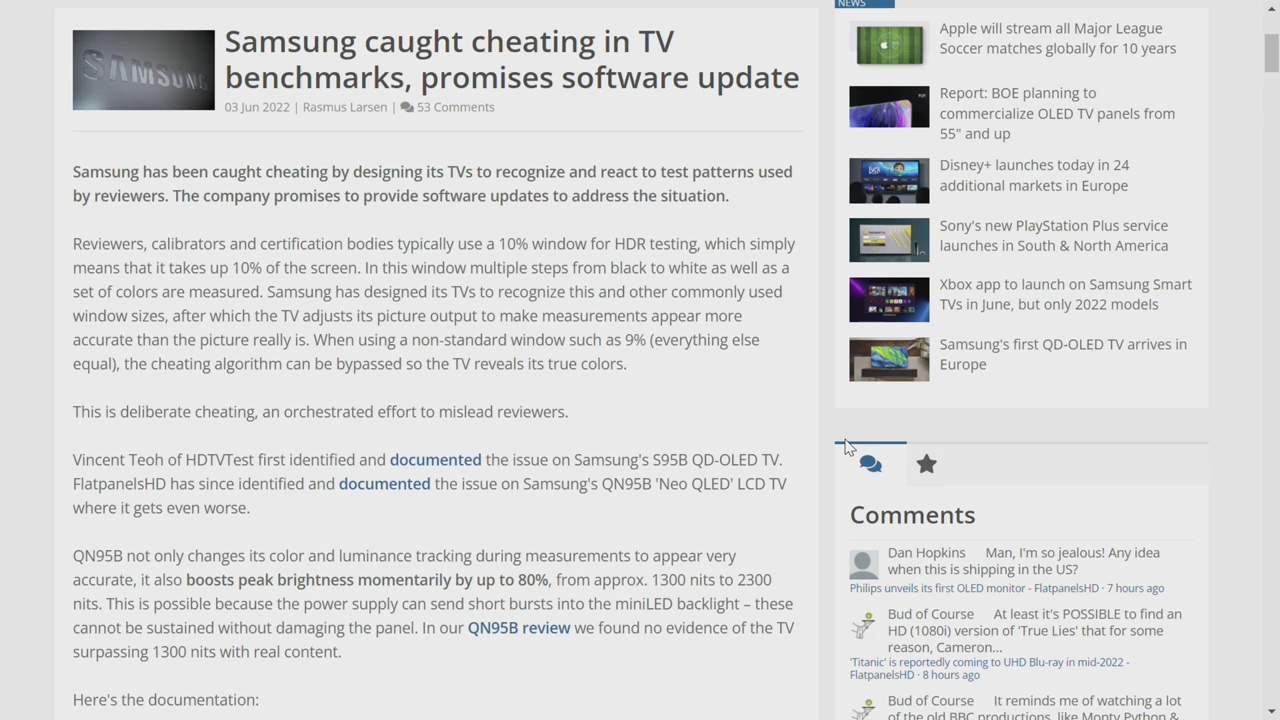 SAMSUNG
Samsung caught cheating in TV
benchmarks, promises software update
03 Jun 2022 | Rasmus Larsen | 53 Comments
Samsung has been caught cheating by designing its TVs to recognize and react to test patterns used
by reviewers. The company promises to provide software updates to address the situation.
Reviewers, calibrators and certification bodies typically use a 10% window for HDR testing, which simply
means that it takes up 10% of the screen. In this window multiple steps from black to white as well as a
set of colors are measured. Samsung has designed its TVs to recognize this and other commonly used
window sizes, after which the TV adjusts its picture output to make measurements appear more
accurate than the picture really is. When using a non-standard window such as 9% (everything else
equal), the cheating algorithm can be bypassed so the TV reveals its true colors.
This is deliberate cheating, an orchestrated effort to mislead reviewers.
Vincent Teoh of HDTVTest first identified and documented the issue on Samsung's S95B QD-OLED TV.
FlatpanelsHD has since identified and documented the issue on Samsung's QN95B 'Neo QLED' LCD TV
where it gets even worse.
QN95B not only changes its color and luminance tracking during measurements to appear very
accurate, it also boosts peak brightness momentarily by up to 80%, from approx. 1300 nits to 2300
nits. This is possible because the power supply can send short bursts into the miniLED backlight – these
cannot be sustained without damaging the panel. In our QN95B review we found no evidence of the TV
surpassing 1300 nits with real content.
Here's the documentation:
NEWS
Apple will stream all Major League
Soccer matches globally for 10 years
Report: BOE planning to
commercialize OLED TV panels from
55" and up
Disney+ launches today in 24
additional markets in Europe
Sony's new PlayStation Plus service
launches in South & North America
Xbox app to launch on Samsung Smart
TVs in June, but only 2022 models
Samsung's first QD-OLED TV arrives in
Europe
Comments
Dan Hopkins Man, I'm so jealous! Any idea
when this is shipping in the US?
Philips unveils its first OLED monitor - FlatpanelsHD · 7 hours ago
Bud of Course At least it's POSSIBLE to find an
HD (1080i) version of 'True Lies' that for some
reason, Cameron...
'Titanic' is reportedly coming to UHD Blu-ray in mid-2022 -
FlatpanelsHD · 8 hours ago
Bud of Course It reminds me of watching a lot
of the old BBC productions, like Monty Python &